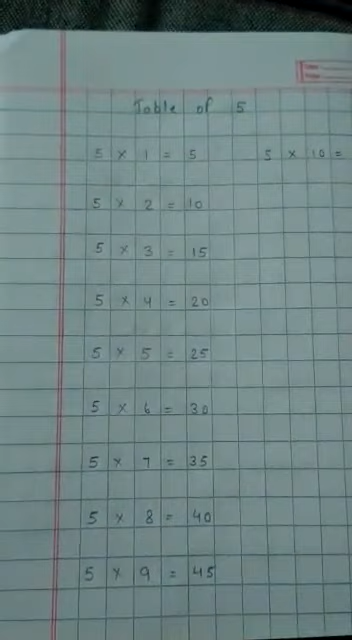 Table of 5
5 × 1 = 5
5 × 2 = 10
5 × 3 = 15
5 × 4 = 20
5 × 5 = 25
5 × 6 = 30
5 × 7 = 35
5 × 8 = 40
5 × 9 = 45
5 × 10 =